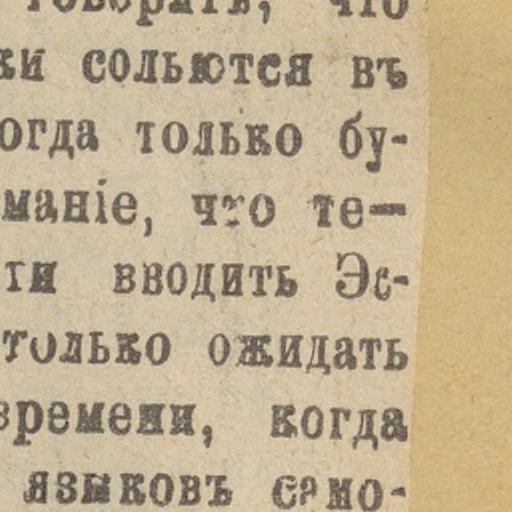 говорить, что
ки сольются въ
огда только бу-
маніе, что те-
ти вводить Эс-
только ожидать
времени, когда
языковъ само-